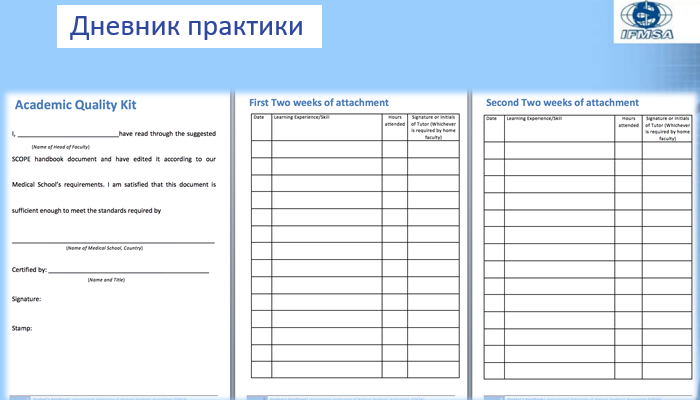 Дневник практики
IFMSA
Academic Quality Kit
I, ____________________________have read through the suggested
(Name of Head of Faculty)
SCOPE handbook document and have edited it according to our
Medical School's requirements. I am satisfied that this document is
sufficient enough to meet the standards required by
(Name of Medical School, Country)
Certified by: ____________________________
(Name and Title)
Signature:
Stamp:
First Two weeks of attachment
Date Learning Experience/Skill Hours Signature or Initials
attended of Tutor (Whichever
is required by home
faculty)
Second Two weeks of attachment
Date Learning Experience/Skill Hours Signature or Initials
attended of Tutor (Whichever
is required by home
faculty)